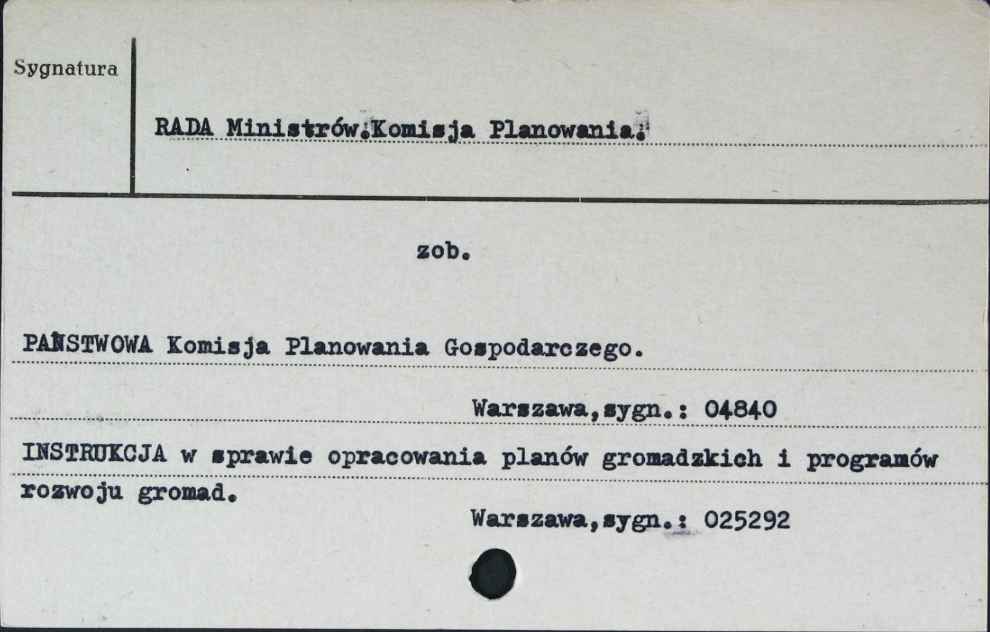 Sygnatura
RADA Ministrów.Komisja Planowania.
zob.
PAŃSTWOWA Komisja Planowania Gospodarczego.
Warszawa,sygn.: 04840
INSTRUKCJA w sprawie opracowania planów gromadzkich i programów
rozwoju gromad.
Warszawa,sygn.: 025292